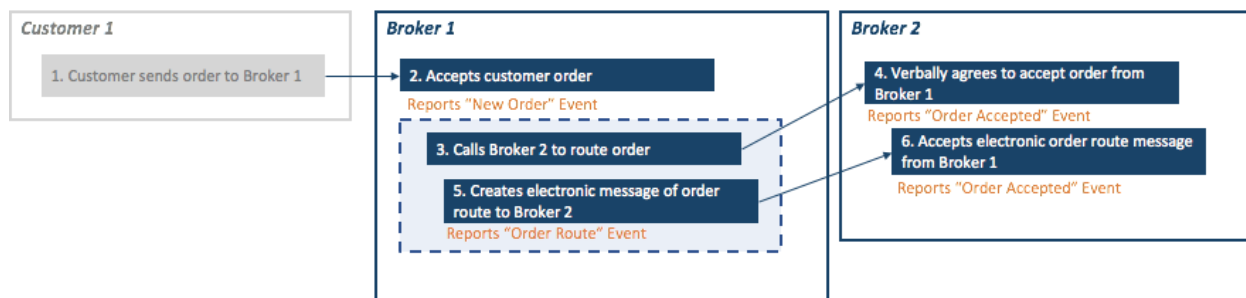 Customer 1
1. Customer sends order to Broker 1
Broker 1
2. Accepts customer order
Reports "New Order" Event
3. Calls Broker 2 to route order
5. Creates electronic message of order
route to Broker 2
Reports "Order Route" Event
Broker 2
4. Verbally agrees to accept order from
Broker 1
Reports "Order Accepted" Event
6. Accepts electronic order route message
from Broker 1
Reports "Order Accepted" Event